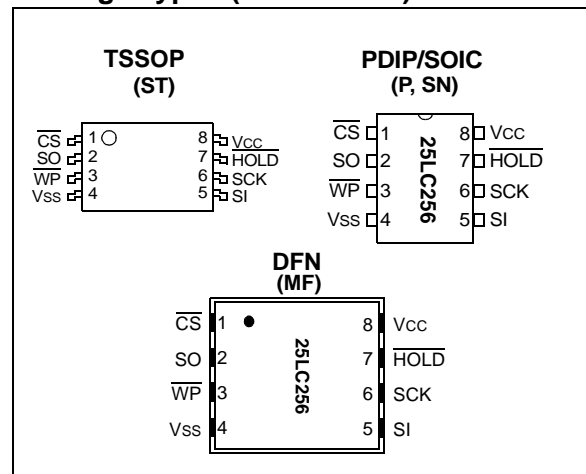 TSSOP
(ST)
CS 1 8 VCC
SO 2 7 HOLD
WP 3 6 SCK
VSS 4 5 SI
PDIP/SOIC
(P, SN)
CS 1 8 VCC
SO 2 7 HOLD
WP 3 6 SCK
VSS 4 5 SI
25LC256
DFN
(MF)
CS 1 8 VCC
SO 2 7 HOLD
WP 3 6 SCK
VSS 4 5 SI
25LC256